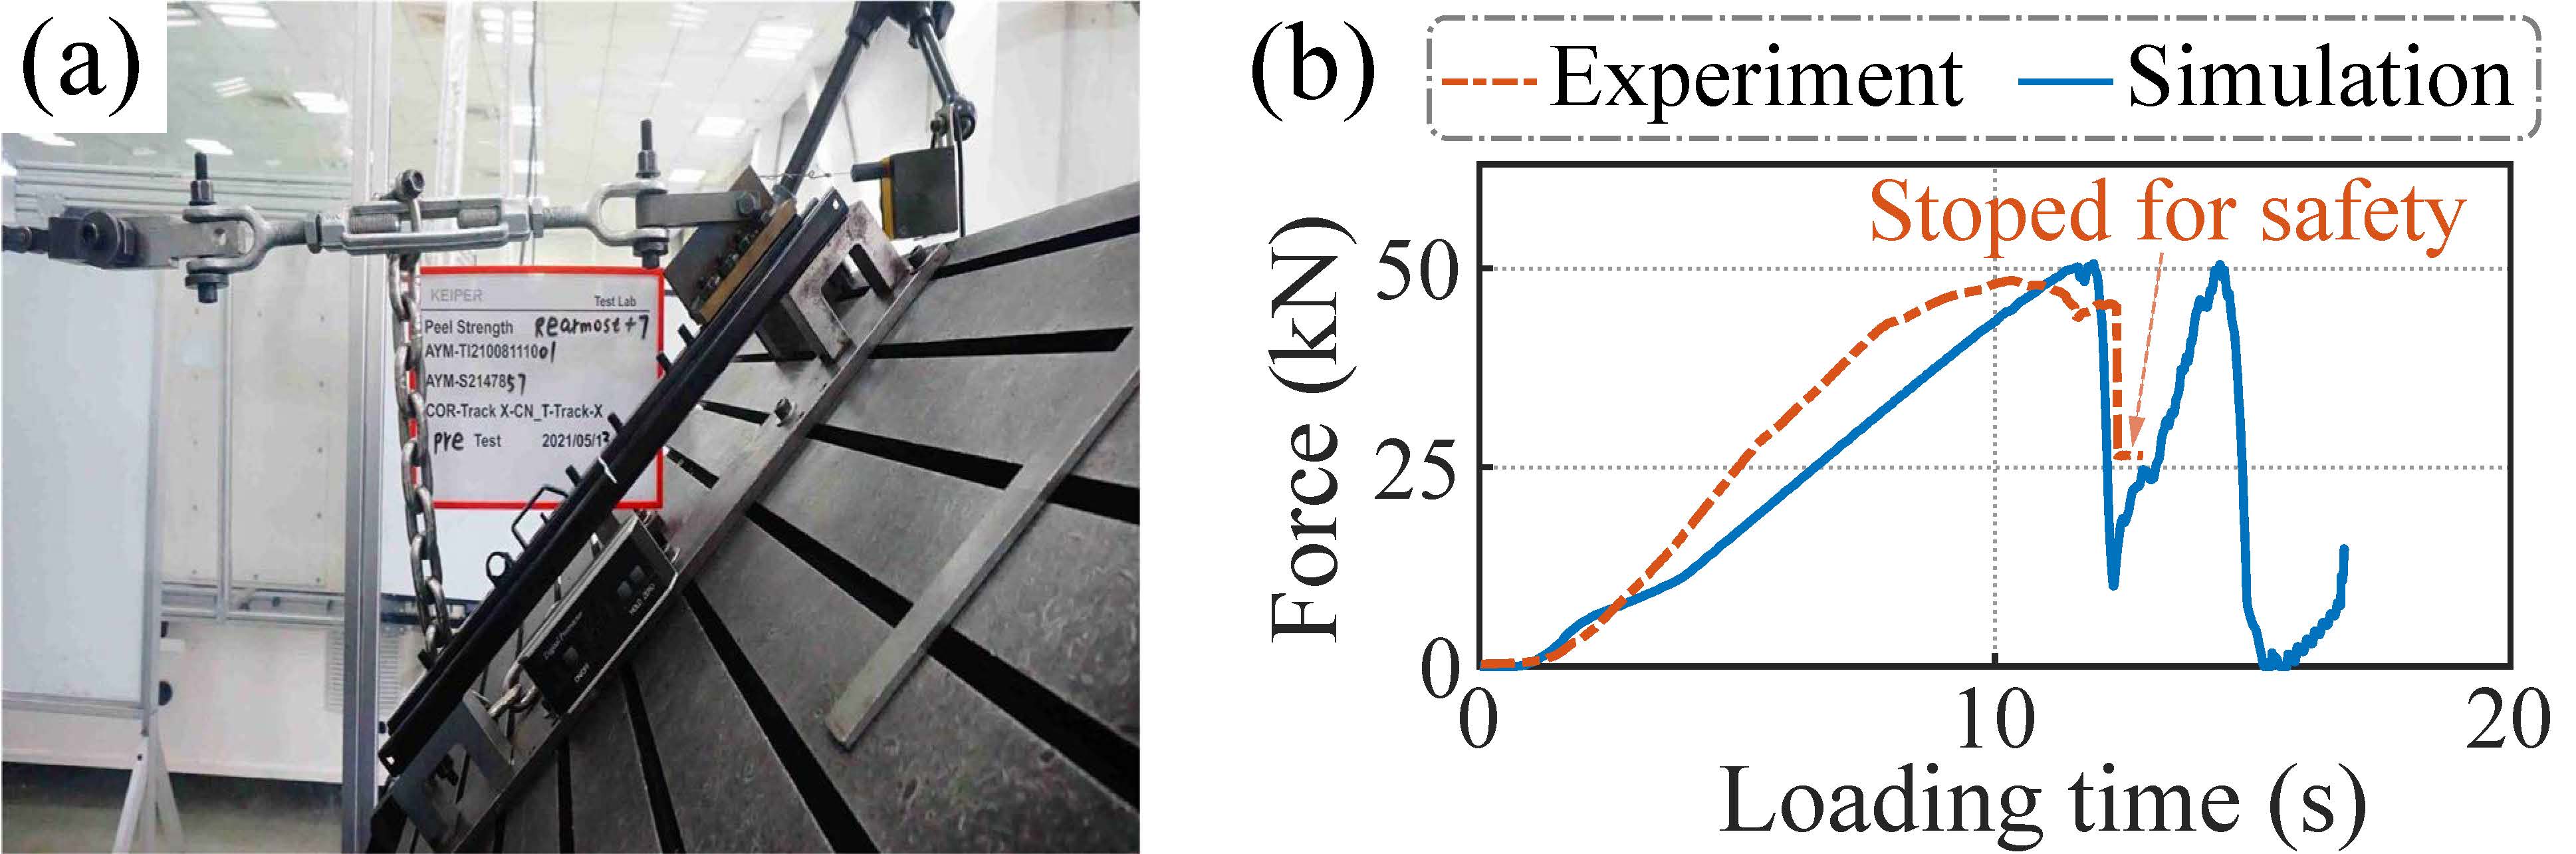 (a)
KEIPER
Test Lab
Peel Strength Rearmost+7
AYM-TI21008111001
AYM-S2147857
COR-Track X-CN_T-Track-X
pre Test 2021/05/13
HOLD ZERO
Digital Protractor
ON/OFF
(b)
Experiment Simulation
Stoped for safety
Force (kN)
50
25
0
0 10 20
Loading time (s)